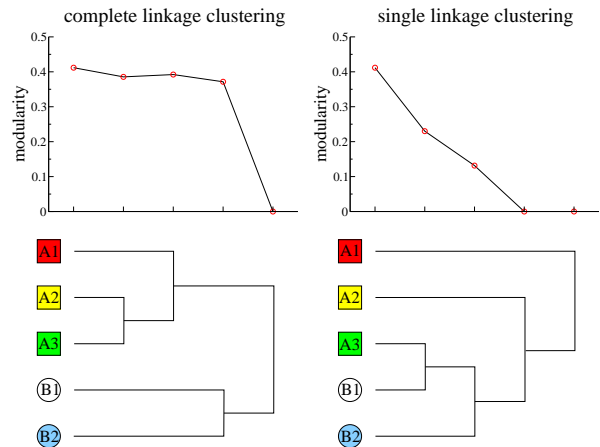 complete linkage clustering
0.5
0.4
0.3
0.2
0.1
0
modularity
A1
A2
A3
B1
B2
single linkage clustering
0.5
0.4
0.3
0.2
0.1
0
modularity
A1
A2
A3
B1
B2